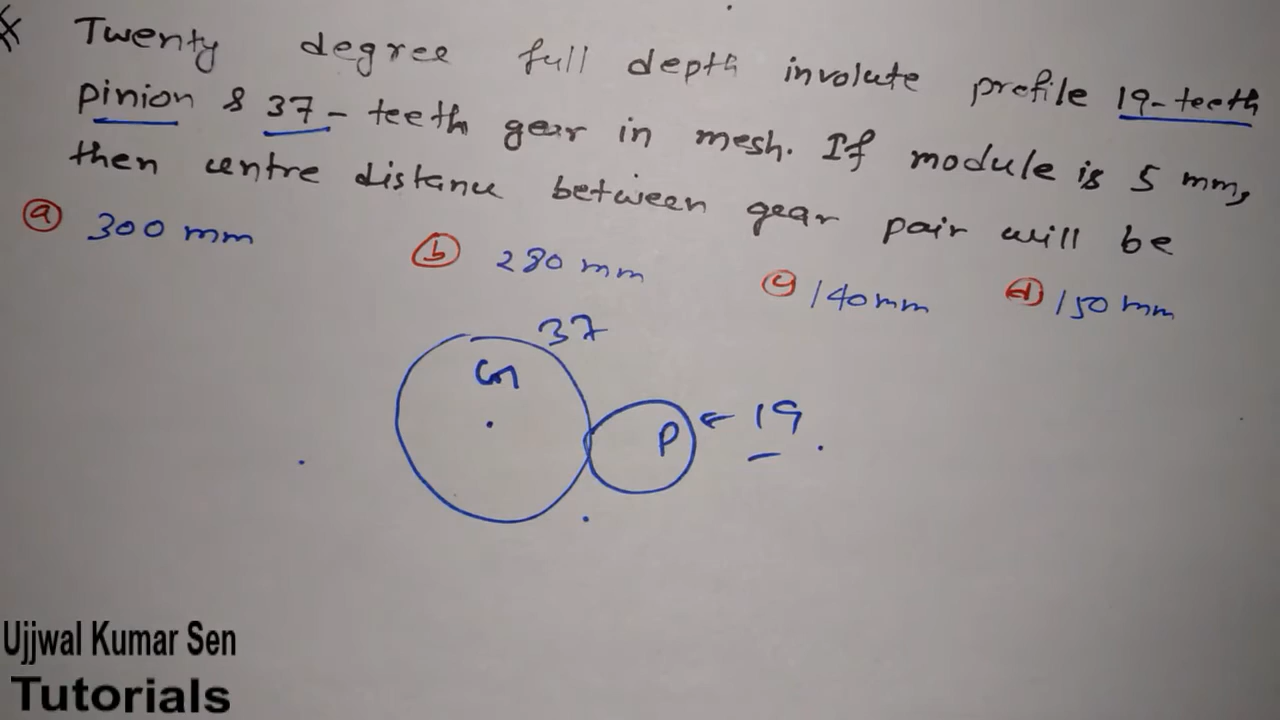 Twenty degree full depth involute profile 19-teeth
pinion & 37-teeth gear in mesh. If module is 5 mm,
then centre distance between gear pair will be
a 300 mm b 280 mm c 140 mm d 150 mm
37
G
P ← 19
Ujjwal Kumar Sen
Tutorials